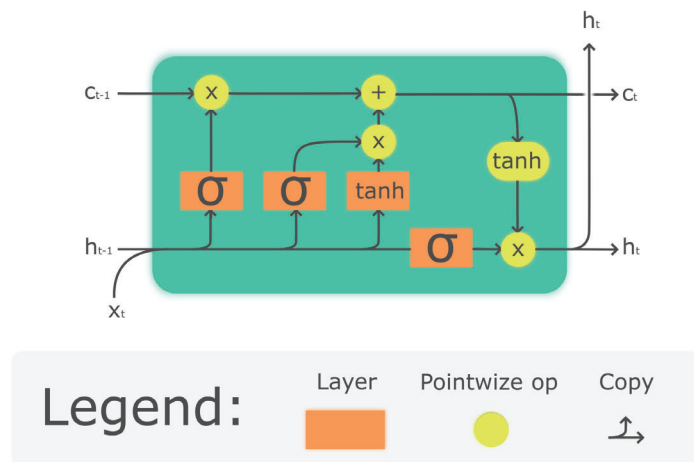 hₜ
cₜ₋₁ x + cₜ
x
tanh
σ σ tanh
hₜ₋₁ σ x hₜ
xₜ
Legend:
Layer Pointwize op Copy